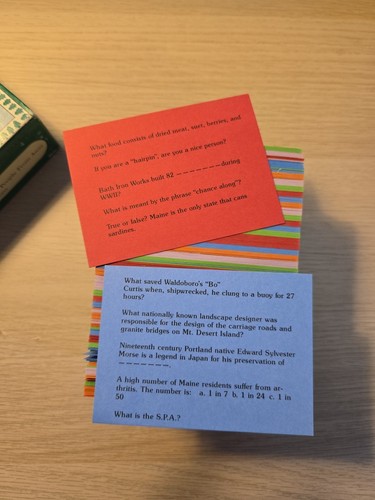 What food consists of dried meat, suet, berries, and
nuts?
If you are a "bumpin", are you a nice person?
Bath Iron Works built 82 _______during
WWII?
What is meant by the phrase "chance along"?
True or false? Maine is the only state that cans
sardines.
What saved Waldoboro's "Bo"
Curtis when, shipwrecked, he clung to a buoy for 27
hours?
What nationally known landscape designer was
responsible for the design of the carriage roads and
granite bridges on Mt. Desert Island?
Nineteenth century Portland native Edward Sylvester
Morse is a legend in Japan for his preservation of
_______.
A high number of Maine residents suffer from ar-
thritis. The number is: a. 1 in 7 b. 1 in 24 c. 1 in
50
What is the S.P.A.?